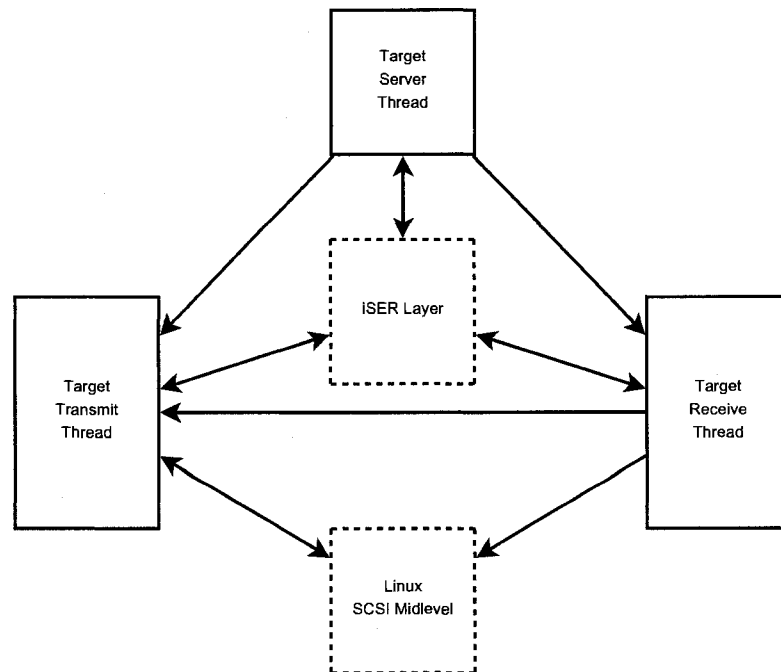 Target
Server
Thread
iSER Layer
Target
Transmit
Thread
Target
Receive
Thread
Linux
SCSI Midlevel